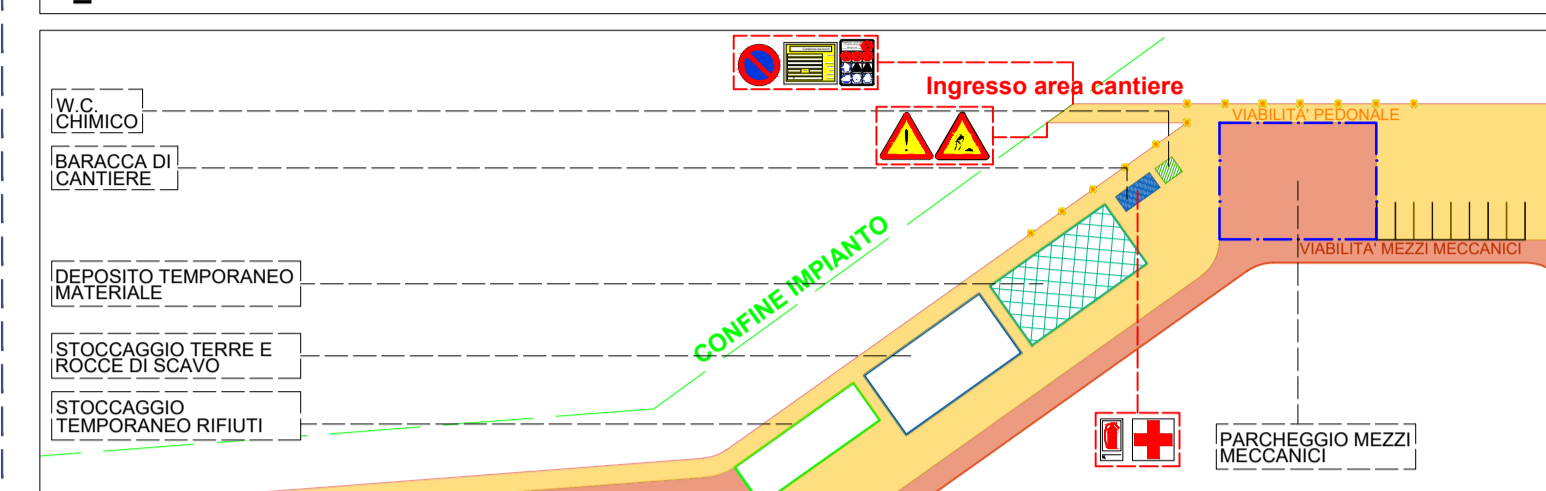 Ingresso area cantiere
W.C.
CHIMICO
VIABILITA' PEDONALE
BARACCA DI
CANTIERE
CONFINE IMPIANTO
VIABILITA' MEZZI MECCANICI
DEPOSITO TEMPORANEO
MATERIALE
STOCCAGGIO TERRE E
ROCCE DI SCAVO
STOCCAGGIO
TEMPORANEO RIFIUTI
PARCHEGGIO MEZZI
MECCANICI